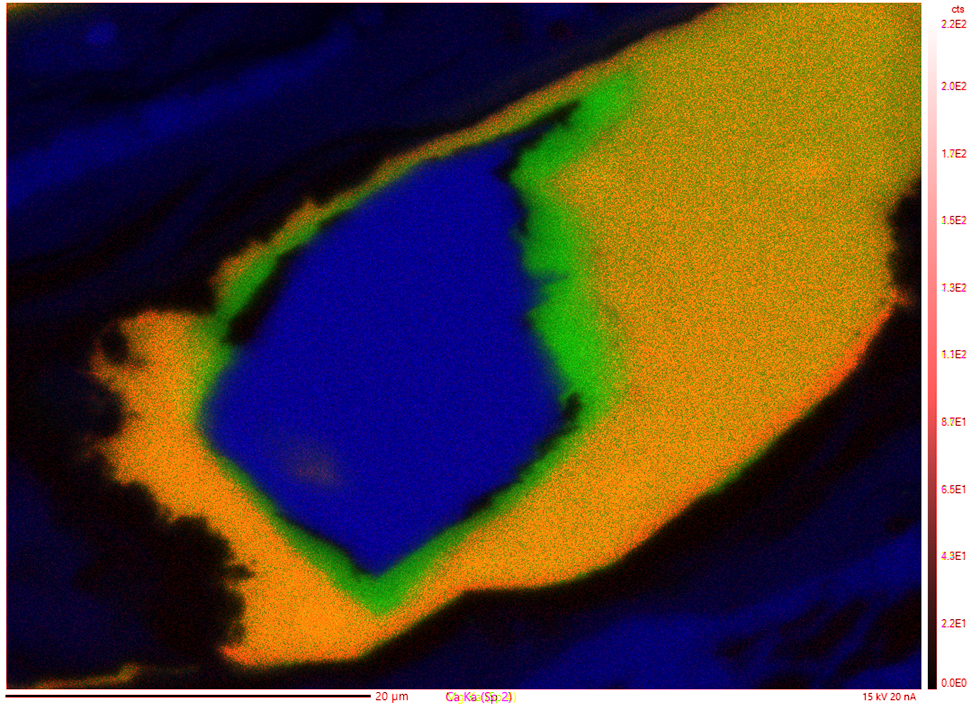 cts
2.2E2
2.0E2
1.7E2
1.5E2
1.3E2
1.1E2
8.7E1
6.5E1
4.3E1
2.2E1
0.0E0
20 µm Ca Ka (Sp 2) 15 kV 20 nA